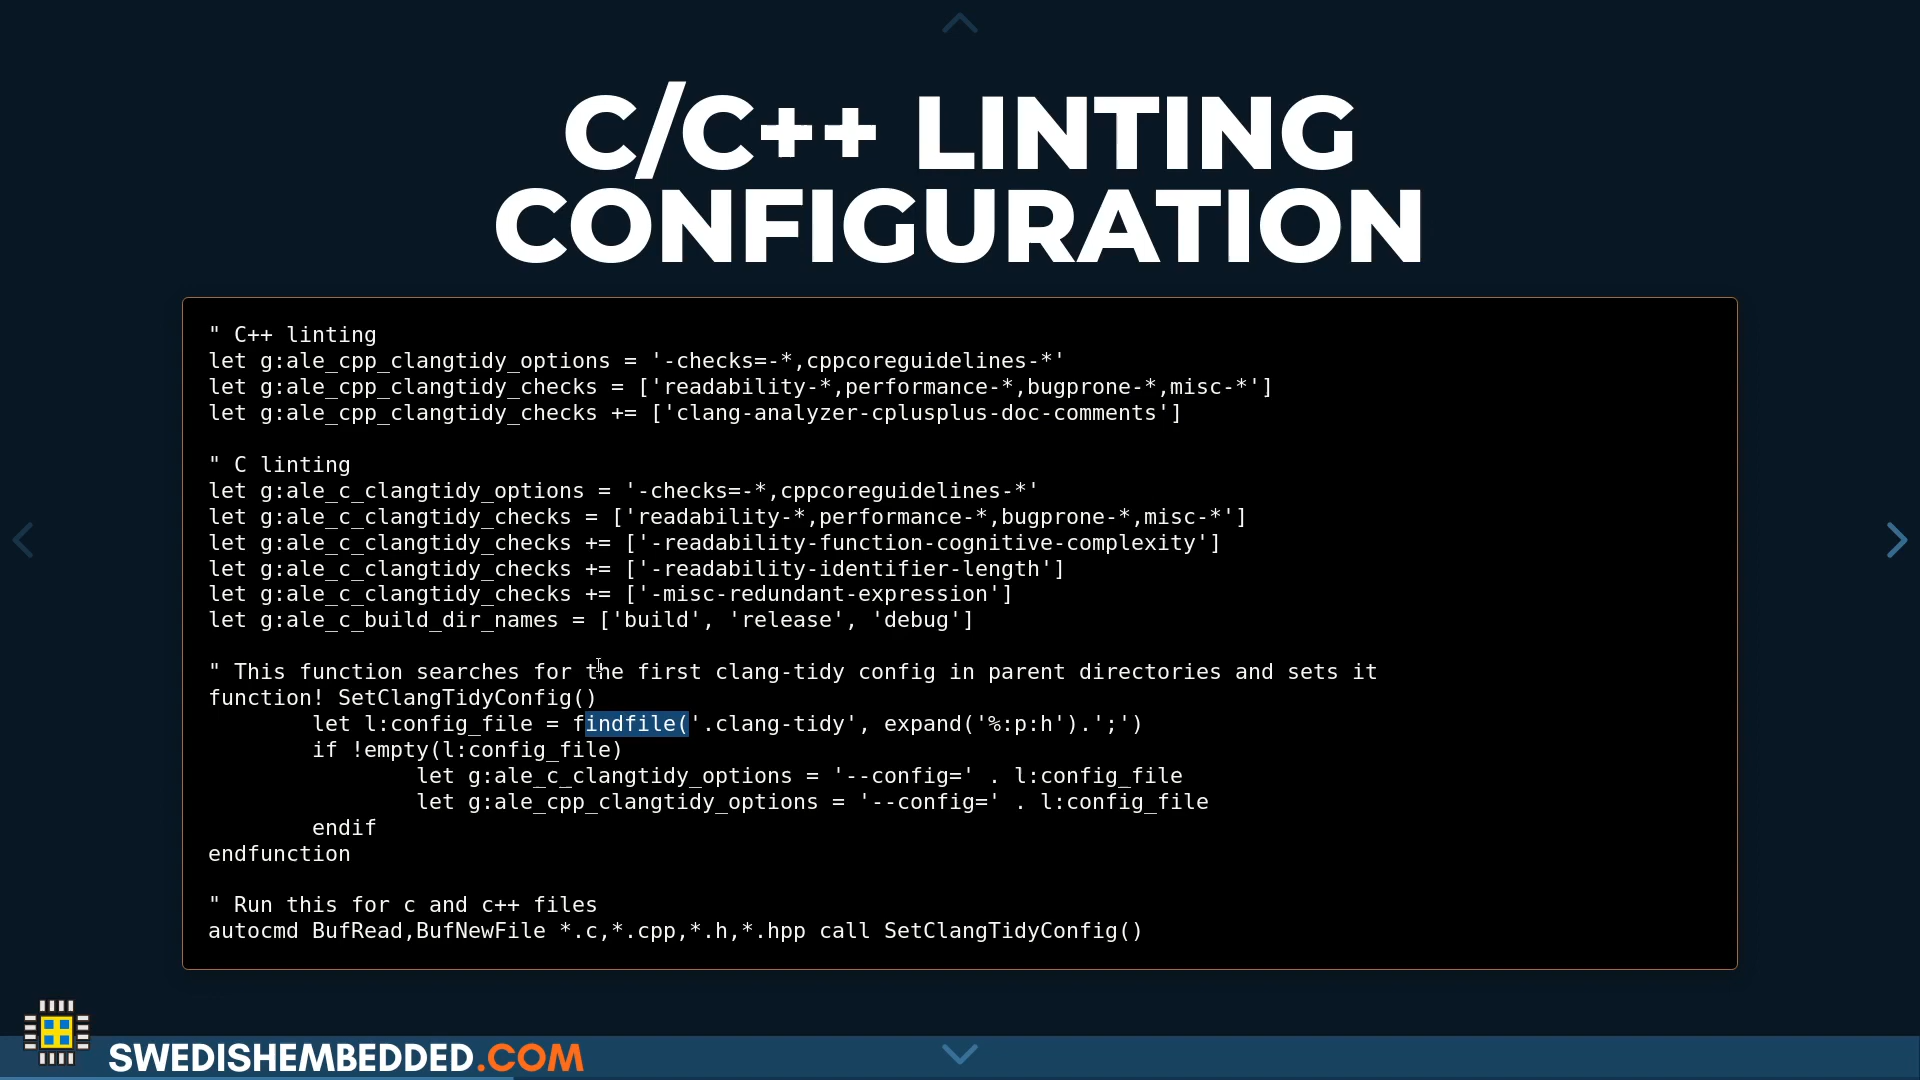 C/C++ LINTING
CONFIGURATION
" C++ linting
let g:ale_cpp_clangtidy_options = '-checks=-*,cppcoreguidelines-*'
let g:ale_cpp_clangtidy_checks = ['readability-*,performance-*,bugprone-*,misc-*']
let g:ale_cpp_clangtidy_checks += ['clang-analyzer-cplusplus-doc-comments']
" C linting
let g:ale_c_clangtidy_options = '-checks=-*,cppcoreguidelines-*'
let g:ale_c_clangtidy_checks = ['readability-*,performance-*,bugprone-*,misc-*']
let g:ale_c_clangtidy_checks += ['-readability-function-cognitive-complexity']
let g:ale_c_clangtidy_checks += ['-readability-identifier-length']
let g:ale_c_clangtidy_checks += ['-misc-redundant-expression']
let g:ale_c_build_dir_names = ['build', 'release', 'debug']
" This function searches for the first clang-tidy config in parent directories and sets it
function! SetClangTidyConfig()
let l:config_file = findfile('.clang-tidy', expand('%:p:h').';')
if !empty(l:config_file)
let g:ale_c_clangtidy_options = '--config=' . l:config_file
let g:ale_cpp_clangtidy_options = '--config=' . l:config_file
endif
endfunction
" Run this for c and c++ files
autocmd BufRead,BufNewFile *.c,*.cpp,*.h,*.hpp call SetClangTidyConfig()
SWEDISHEMBEDDED.COM